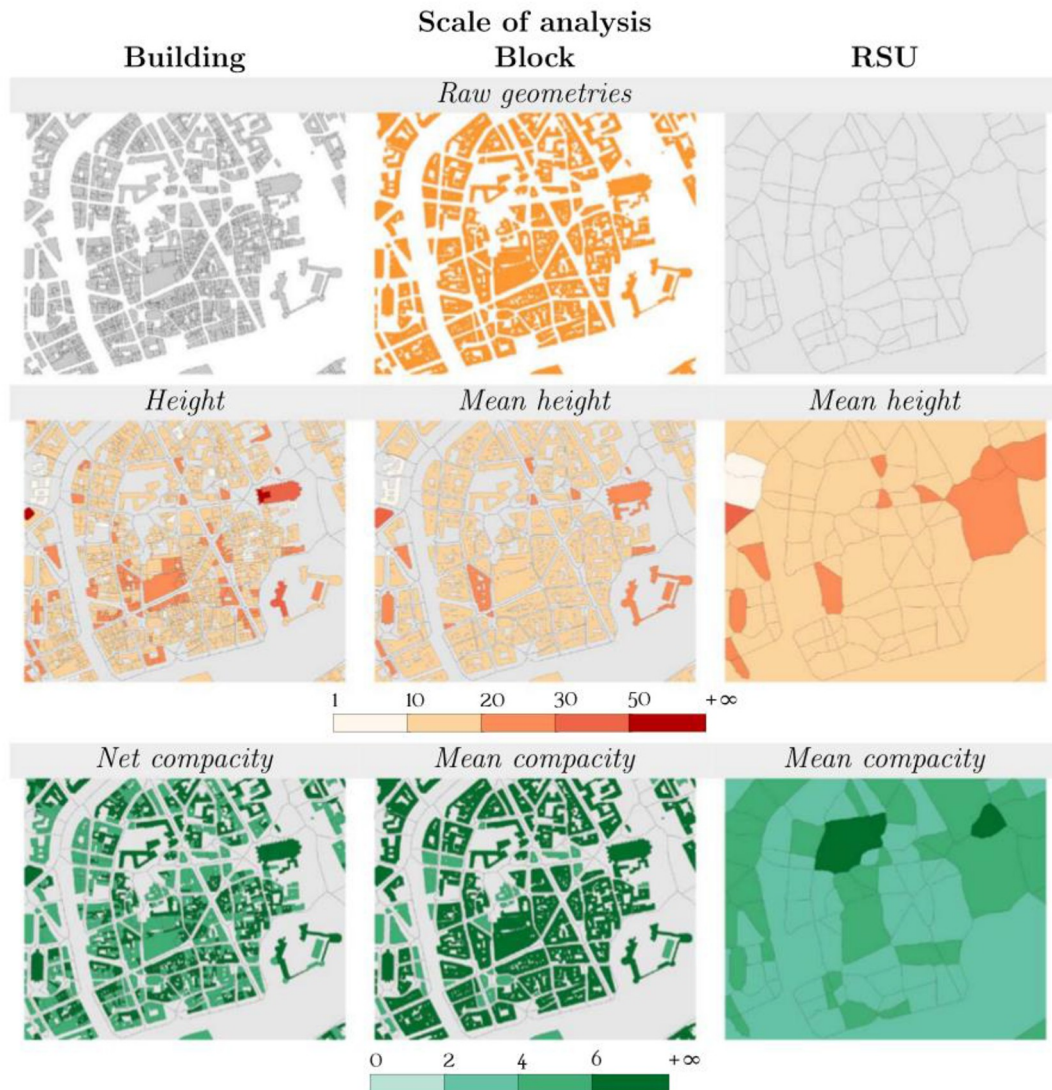 Scale of analysis
Building Block RSU
Raw geometries
Height Mean height Mean height
1 10 20 30 50 +∞
Net compacity Mean compacity Mean compacity
0 2 4 6 +∞